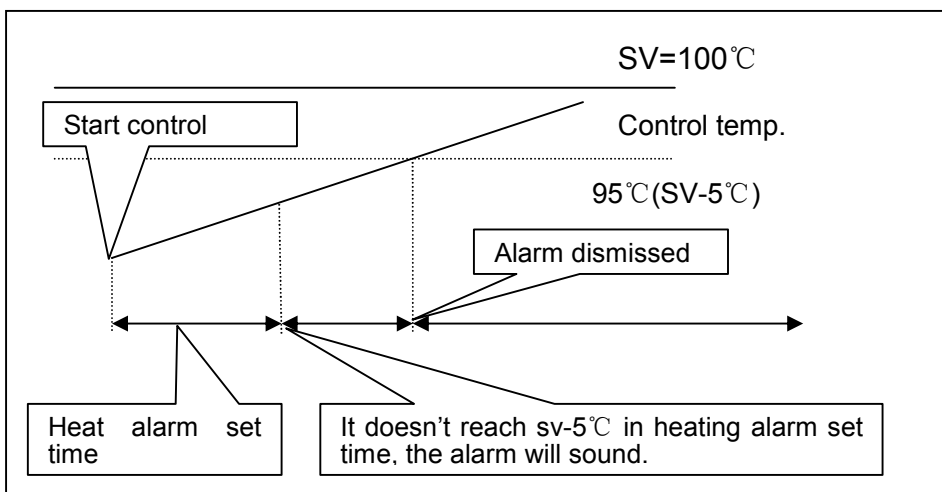 SV=100℃
Start control
Control temp.
95℃(SV-5℃)
Alarm dismissed
Heat alarm set
time
It doesn’t reach sv-5℃ in heating alarm set
time, the alarm will sound.